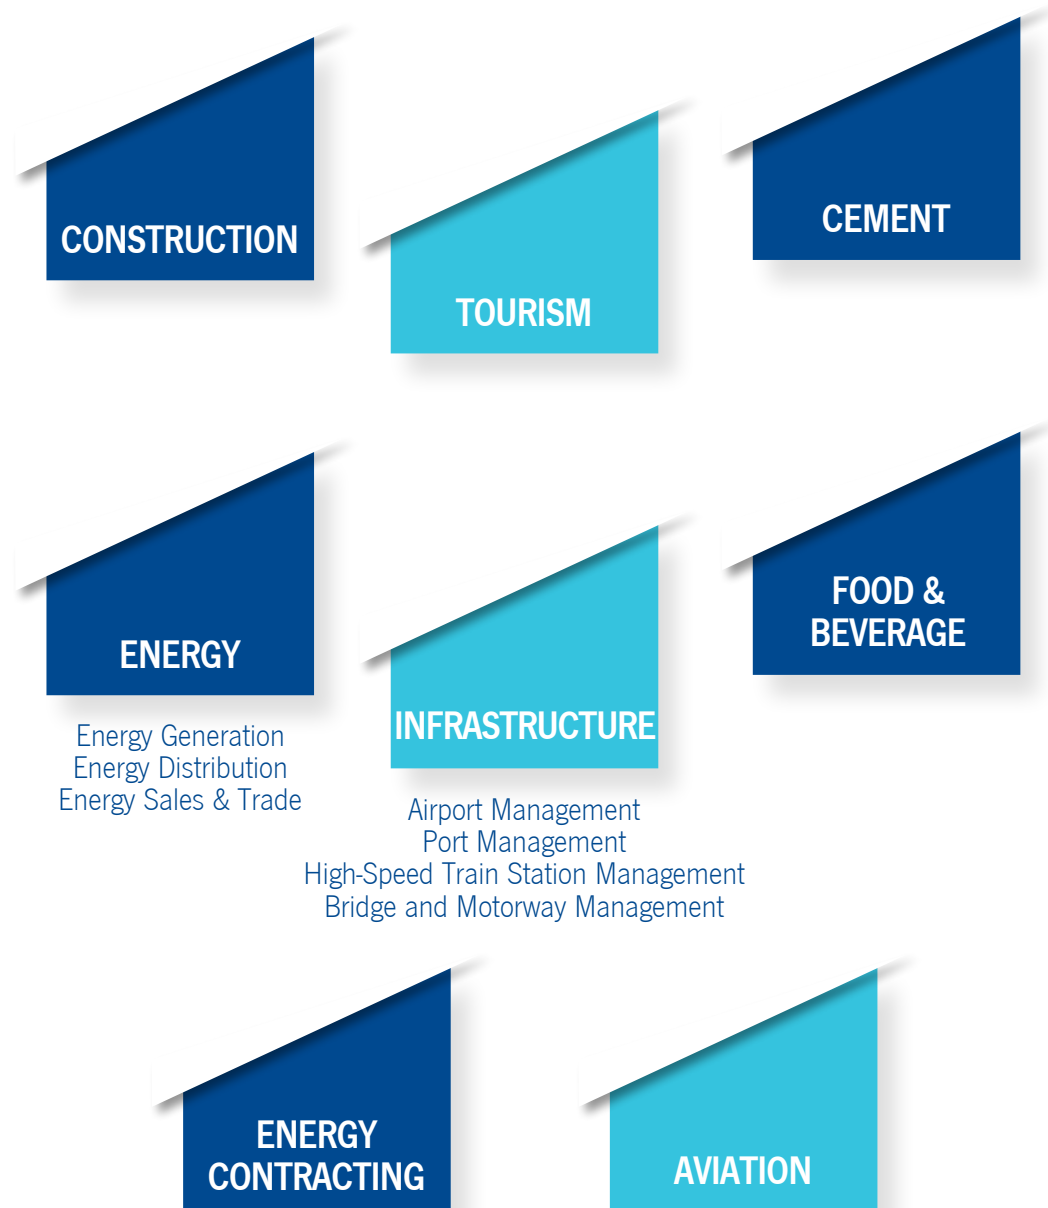 CONSTRUCTION
TOURISM
CEMENT
ENERGY
Energy Generation
Energy Distribution
Energy Sales & Trade
INFRASTRUCTURE
Airport Management
Port Management
High-Speed Train Station Management
Bridge and Motorway Management
FOOD &
BEVERAGE
ENERGY
CONTRACTING
AVIATION